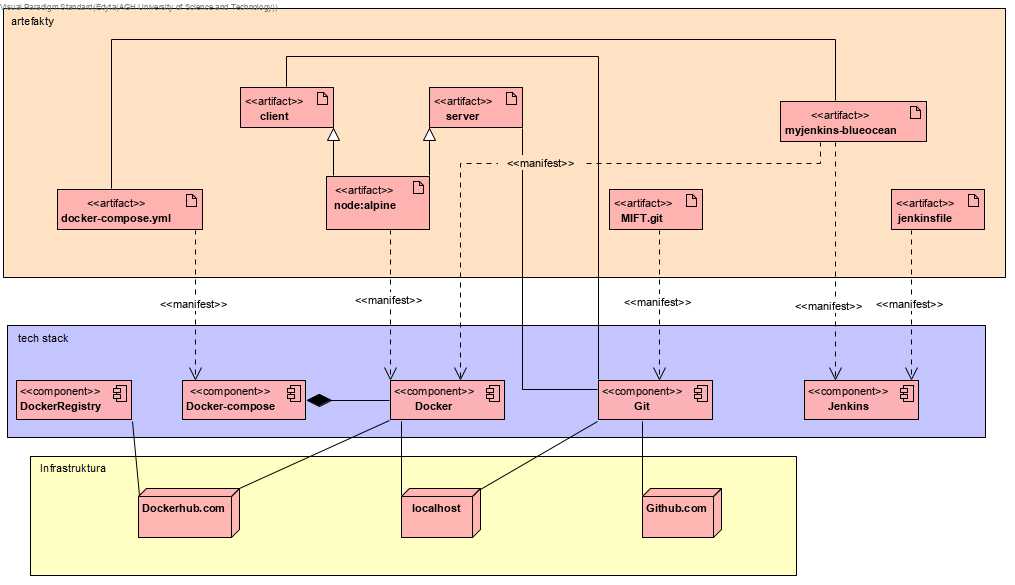 Visual Paradigm Standard(Edyta(AGH University of Science and Technology))
artefakty
<<artifact>>
client
<<artifact>>
server
<<artifact>>
myjenkins-blueocean
<<manifest>>
<<artifact>>
docker-compose.yml
<<artifact>>
node:alpine
<<artifact>>
MIFT.git
<<artifact>>
jenkinsfile
<<manifest>>
<<manifest>>
<<manifest>>
<<manifest>>
<<manifest>>
tech stack
<<component>>
DockerRegistry
<<component>>
Docker-compose
<<component>>
Docker
<<component>>
Git
<<component>>
Jenkins
Infrastruktura
Dockerhub.com
localhost
Github.com